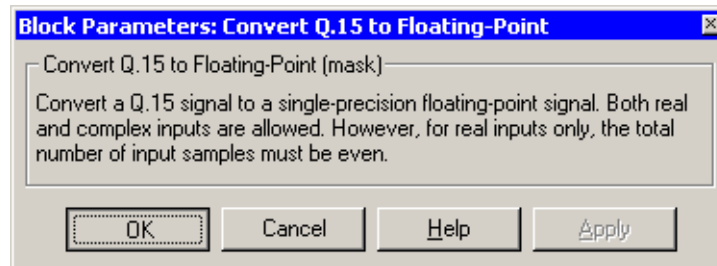 Block Parameters: Convert Q.15 to Floating-Point
Convert Q.15 to Floating-Point (mask)
Convert a Q.15 signal to a single-precision floating-point signal. Both real
and complex inputs are allowed. However, for real inputs only, the total
number of input samples must be even.
OK Cancel Help Apply